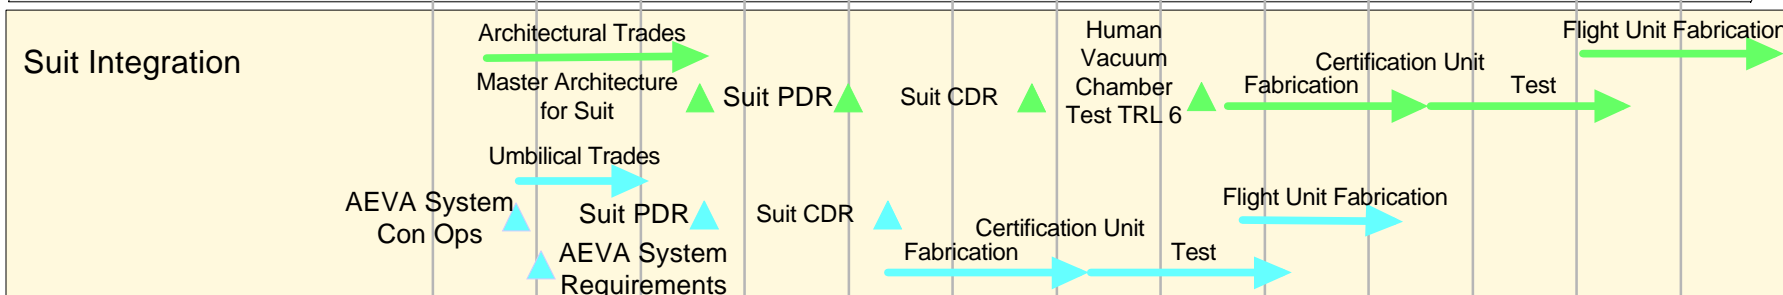 Suit Integration
Architectural Trades
Master Architecture
for Suit
Suit PDR
Suit CDR
Human
Vacuum
Chamber
Test TRL 6
Certification Unit
Fabrication
Test
Flight Unit Fabrication
Umbilical Trades
AEVA System
Con Ops
Suit PDR
AEVA System
Requirements
Suit CDR
Certification Unit
Fabrication
Test
Flight Unit Fabrication